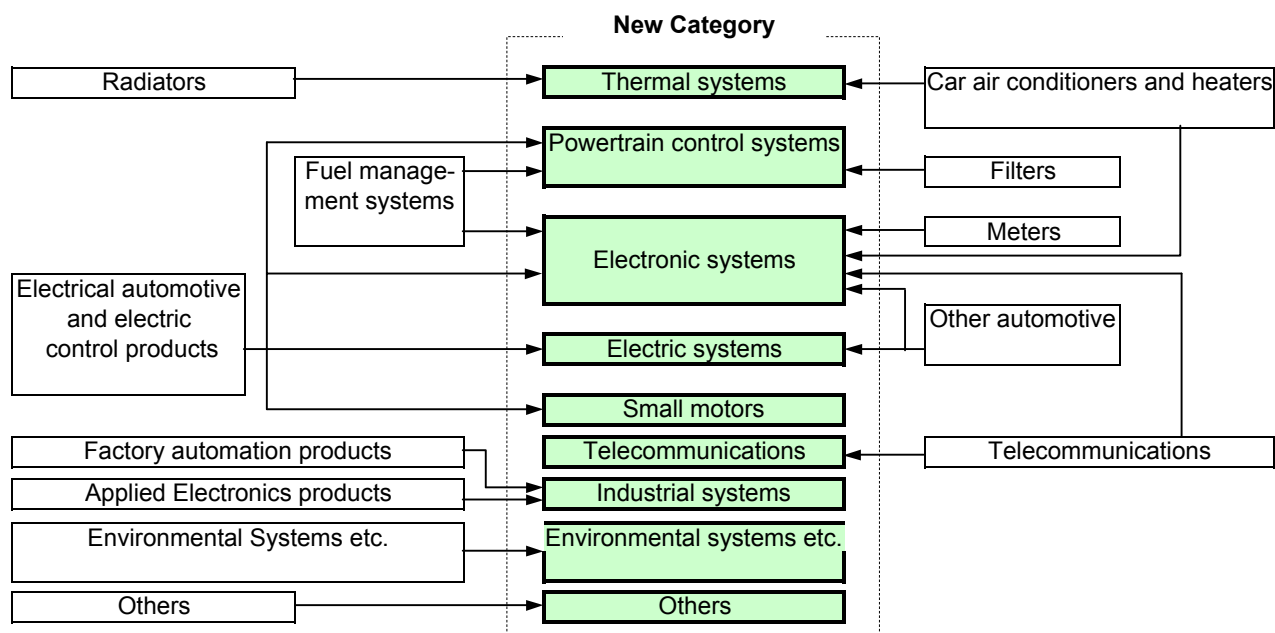 New Category
Radiators
Thermal systems
Car air conditioners and heaters
Powertrain control systems
Fuel manage-
ment systems
Filters
Meters
Electronic systems
Electrical automotive
and electric
control products
Other automotive
Electric systems
Small motors
Factory automation products
Telecommunications
Telecommunications
Applied Electronics products
Industrial systems
Environmental Systems etc.
Environmental systems etc.
Others
Others